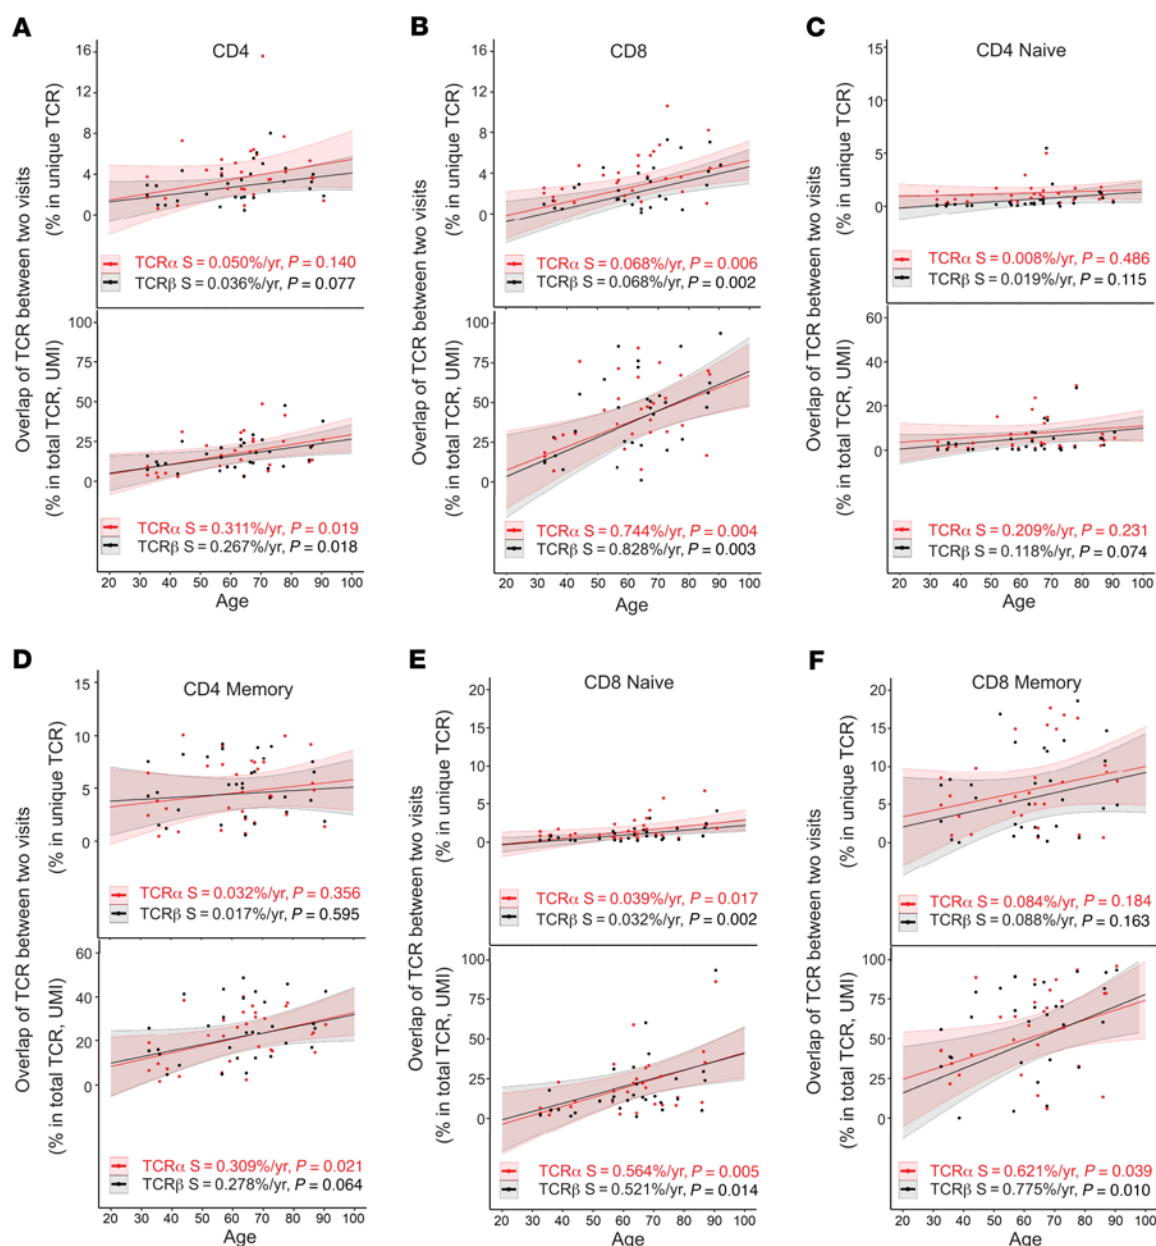 A
CD4
Overlap of TCR between two visits
(% in unique TCR)
16
12
8
4
0
TCRα S = 0.050%/yr, P = 0.140
TCRβ S = 0.036%/yr, P = 0.077
(% in total TCR, UMI)
100
75
50
25
0
TCRα S = 0.311%/yr, P = 0.019
TCRβ S = 0.267%/yr, P = 0.018
20 30 40 50 60 70 80 90 100
Age
B
CD8
Overlap of TCR between two visits
(% in unique TCR)
16
12
8
4
0
TCRα S = 0.068%/yr, P = 0.006
TCRβ S = 0.068%/yr, P = 0.002
(% in total TCR, UMI)
100
75
50
25
0
TCRα S = 0.744%/yr, P = 0.004
TCRβ S = 0.828%/yr, P = 0.003
20 30 40 50 60 70 80 90 100
Age
C
CD4 Naive
Overlap of TCR between two visits
(% in unique TCR)
15
10
5
0
TCRα S = 0.008%/yr, P = 0.486
TCRβ S = 0.019%/yr, P = 0.115
(% in total TCR, UMI)
60
40
20
0
TCRα S = 0.209%/yr, P = 0.231
TCRβ S = 0.118%/yr, P = 0.074
20 30 40 50 60 70 80 90 100
Age
D
CD4 Memory
Overlap of TCR between two visits
(% in unique TCR)
15
10
5
0
TCRα S = 0.032%/yr, P = 0.356
TCRβ S = 0.017%/yr, P = 0.595
(% in total TCR, UMI)
60
40
20
0
TCRα S = 0.309%/yr, P = 0.021
TCRβ S = 0.278%/yr, P = 0.064
20 30 40 50 60 70 80 90 100
Age
E
CD8 Naive
Overlap of TCR between two visits
(% in unique TCR)
20
15
10
5
0
TCRα S = 0.039%/yr, P = 0.017
TCRβ S = 0.032%/yr, P = 0.002
(% in total TCR, UMI)
100
75
50
25
0
TCRα S = 0.564%/yr, P = 0.005
TCRβ S = 0.521%/yr, P = 0.014
20 30 40 50 60 70 80 90 100
Age
F
CD8 Memory
Overlap of TCR between two visits
(% in unique TCR)
20
15
10
5
0
TCRα S = 0.084%/yr, P = 0.184
TCRβ S = 0.088%/yr, P = 0.163
(% in total TCR, UMI)
100
75
50
25
0
TCRα S = 0.621%/yr, P = 0.039
TCRβ S = 0.775%/yr, P = 0.010
20 30 40 50 60 70 80 90 100
Age